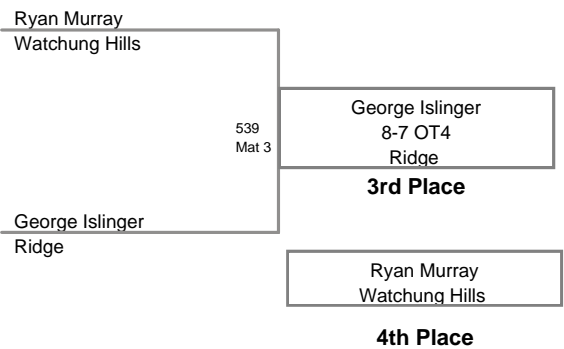 Ryan Murray
Watchung Hills
539
Mat 3
George Islinger
8-7 OT4
Ridge
3rd Place
George Islinger
Ridge
Ryan Murray
Watchung Hills
4th Place